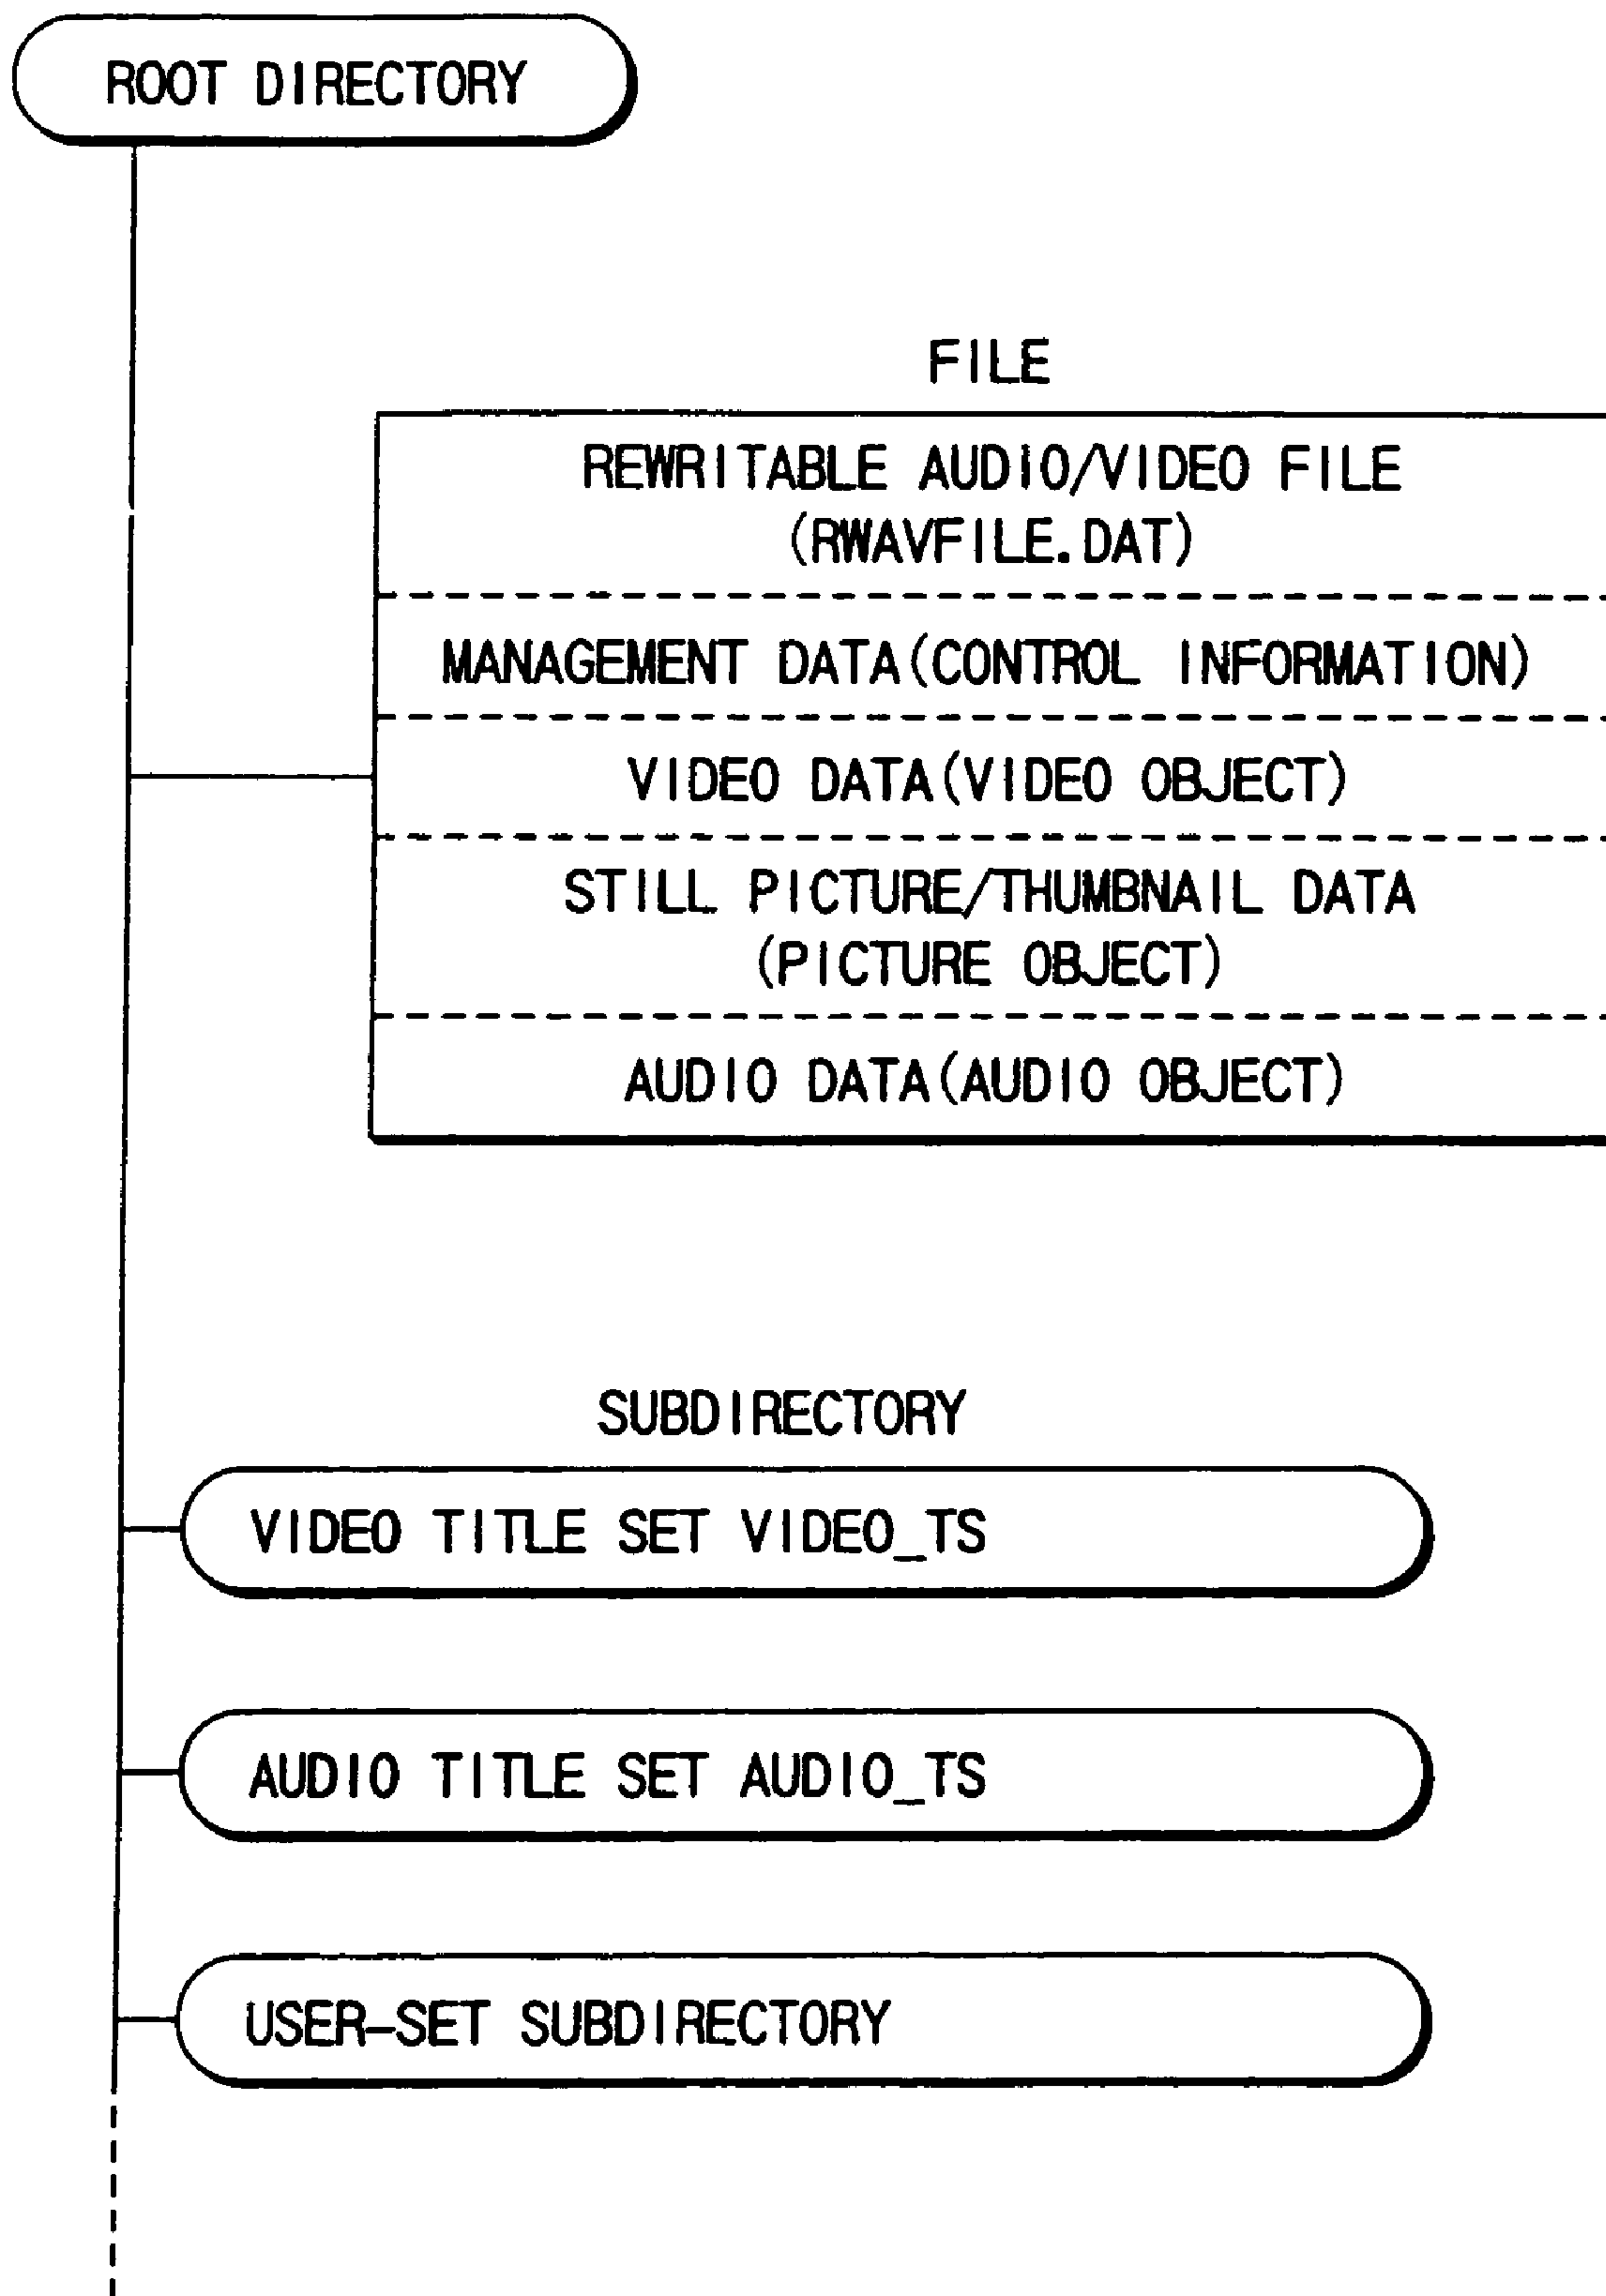 ROOT DIRECTORY
FILE
REWRITABLE AUDIO/VIDEO FILE
(RWAVFILE.DAT)
MANAGEMENT DATA(CONTROL INFORMATION)
VIDEO DATA(VIDEO OBJECT)
STILL PICTURE/THUMBNAIL DATA
(PICTURE OBJECT)
AUDIO DATA(AUDIO OBJECT)
SUBDIRECTORY
VIDEO TITLE SET VIDEO_TS
AUDIO TITLE SET AUDIO_TS
USER-SET SUBDIRECTORY